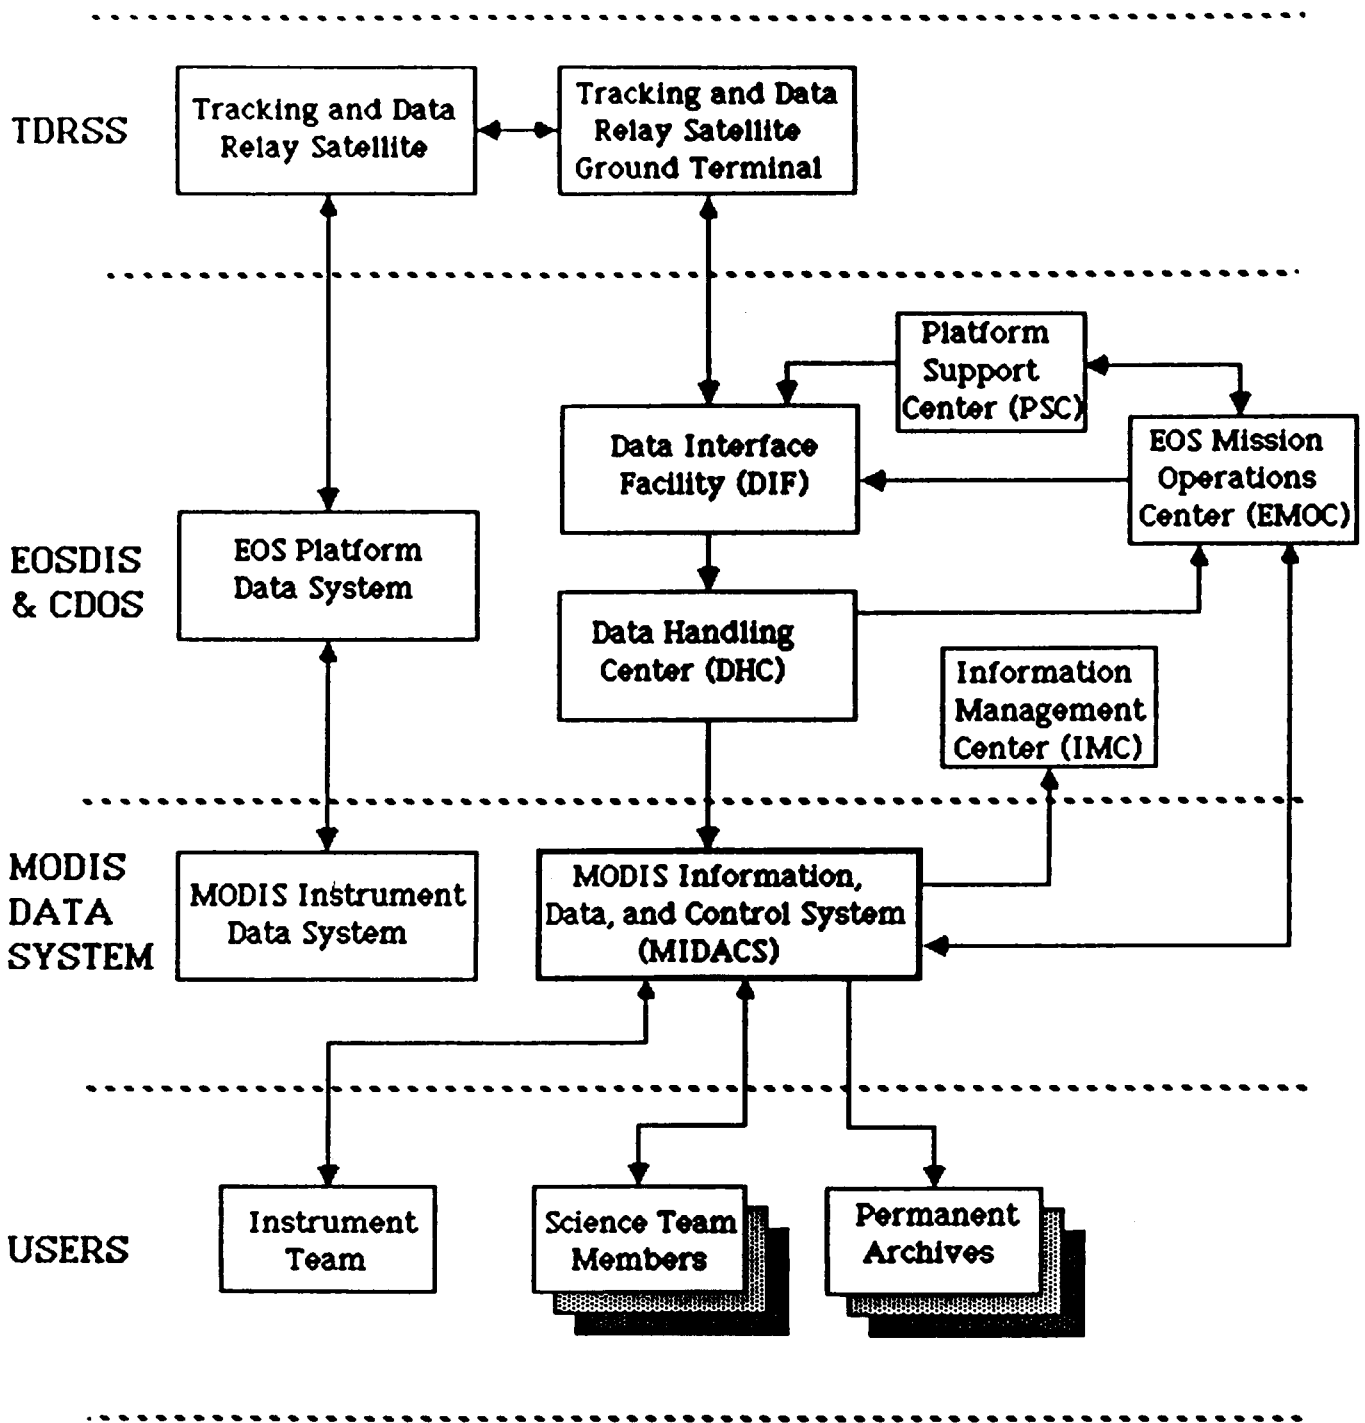 TDRSS
Tracking and Data
Relay Satellite
Tracking and Data
Relay Satellite
Ground Terminal
Platform
Support
Center (PSC)
Data Interface
Facility (DIF)
EOS Mission
Operations
Center (EMOC)
EOSDIS
& CDOS
EOS Platform
Data System
Data Handling
Center (DHC)
Information
Management
Center (IMC)
MODIS
DATA
SYSTEM
MODIS Instrument
Data System
MODIS Information,
Data, and Control System
(MIDACS)
USERS
Instrument
Team
Science Team
Members
Permanent
Archives